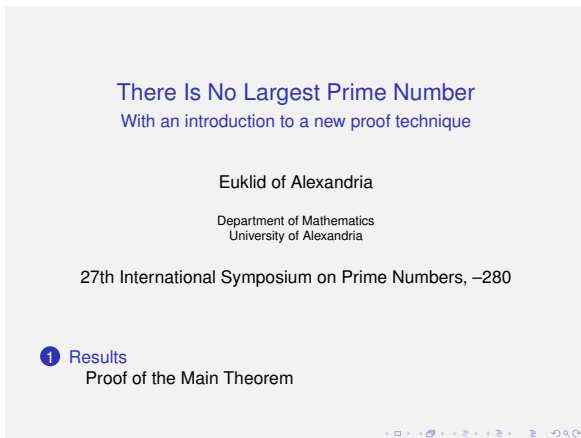 There Is No Largest Prime Number
With an introduction to a new proof technique
Euklid of Alexandria
Department of Mathematics
University of Alexandria
27th International Symposium on Prime Numbers, –280
1 Results
Proof of the Main Theorem